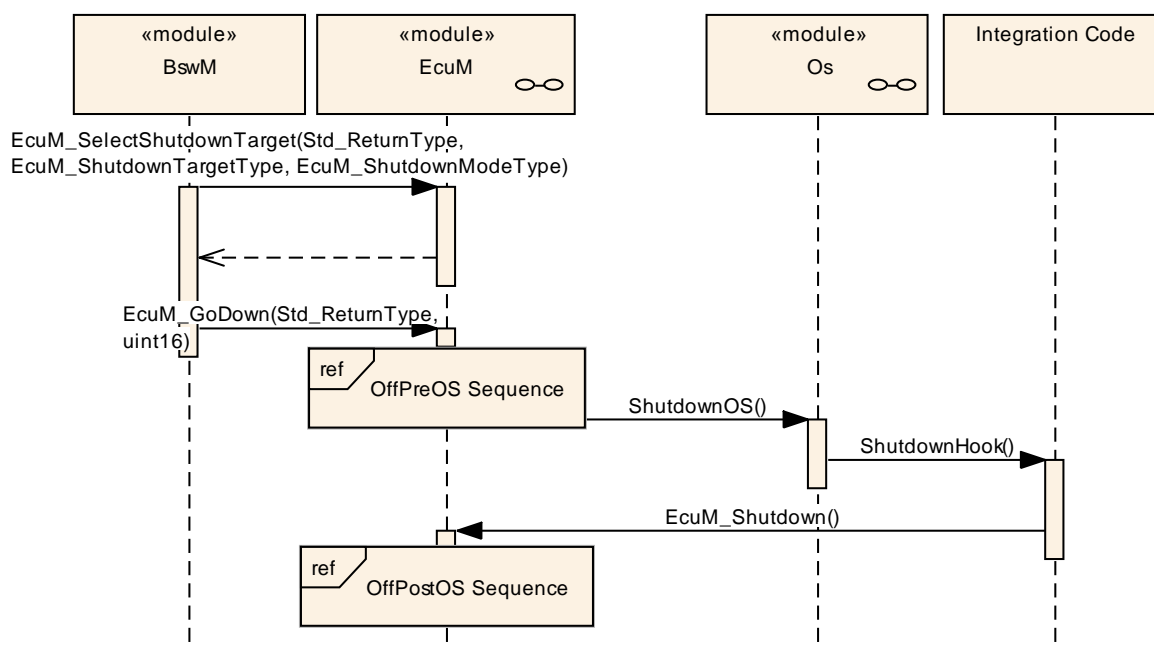 «module»
BswM
«module»
EcuM
«module»
Os
Integration Code
EcuM_SelectShutdownTarget(Std_ReturnType,
EcuM_ShutdownTargetType, EcuM_ShutdownModeType)
EcuM_GoDown(Std_ReturnType,
uint16)
ref
OffPreOS Sequence
ShutdownOS()
ShutdownHook()
EcuM_Shutdown()
ref
OffPostOS Sequence